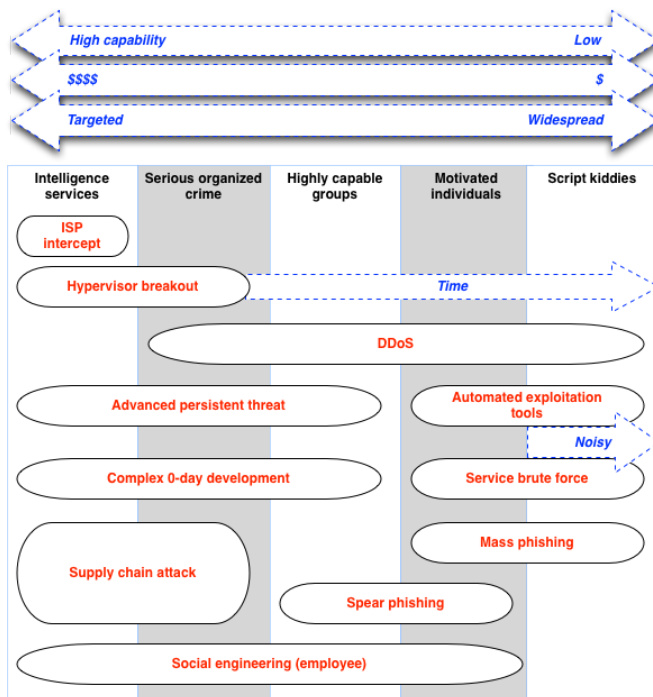 High capability Low
$$$$ $
Targeted Widespread
Intelligence services
Serious organized crime
Highly capable groups
Motivated individuals
Script kiddies
ISP
intercept
Hypervisor breakout
Time
DDoS
Advanced persistent threat
Automated exploitation
tools
Noisy
Complex 0-day development
Service brute force
Mass phishing
Supply chain attack
Spear phishing
Social engineering (employee)